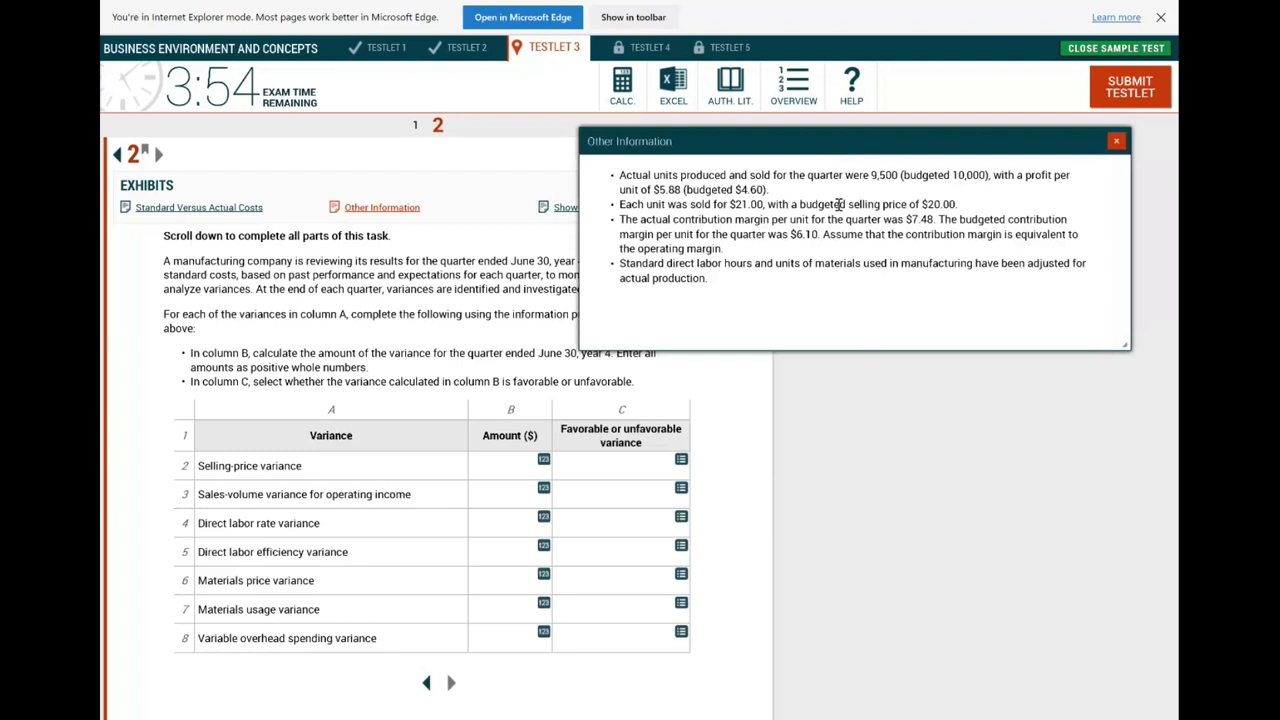 You're in Internet Explorer mode. Most pages work better in Microsoft Edge.
Open in Microsoft Edge
Show in toolbar
Learn more
BUSINESS ENVIRONMENT AND CONCEPTS
TESTLET 1
TESTLET 2
TESTLET 3
TESTLET 4
TESTLET 5
CLOSE SAMPLE TEST
3:54
EXAM TIME
REMAINING
CALC.
EXCEL
AUTH. LIT.
OVERVIEW
HELP
SUBMIT
TESTLET
1 2
2
EXHIBITS
Standard Versus Actual Costs
Other Information
Show
Scroll down to complete all parts of this task.
A manufacturing company is reviewing its results for the quarter ended June 30, year
standard costs, based on past performance and expectations for each quarter, to mon
analyze variances. At the end of each quarter, variances are identified and investigate
For each of the variances in column A, complete the following using the information p
above:
• In column B, calculate the amount of the variance for the quarter ended June 30, year 4. Enter all
amounts as positive whole numbers.
• In column C, select whether the variance calculated in column B is favorable or unfavorable.
A B C
1 Variance Amount ($) Favorable or unfavorable
variance
2 Selling-price variance 123
3 Sales-volume variance for operating income 123
4 Direct labor rate variance 123
5 Direct labor efficiency variance 123
6 Materials price variance 123
7 Materials usage variance 123
8 Variable overhead spending variance 123
Other Information
• Actual units produced and sold for the quarter were 9,500 (budgeted 10,000), with a profit per
unit of $5.88 (budgeted $4.60).
• Each unit was sold for $21.00, with a budgeted selling price of $20.00.
• The actual contribution margin per unit for the quarter was $7.48. The budgeted contribution
margin per unit for the quarter was $6.10. Assume that the contribution margin is equivalent to
the operating margin.
• Standard direct labor hours and units of materials used in manufacturing have been adjusted for
actual production.